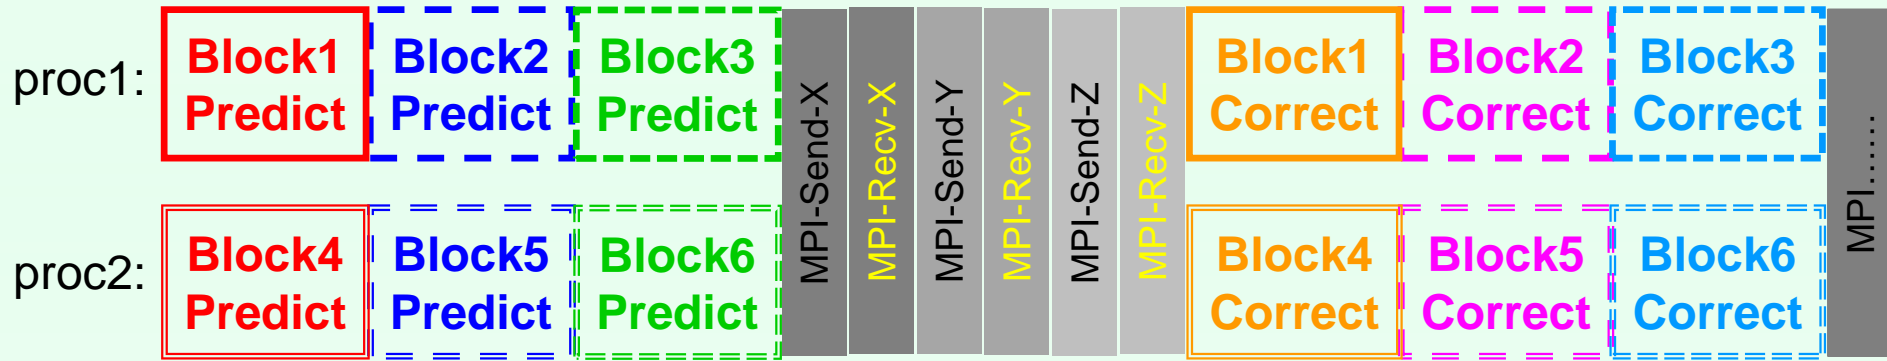 proc1:
Block1
Predict
Block2
Predict
Block3
Predict
MPI-Send-X
MPI-Recv-X
MPI-Send-Y
MPI-Recv-Y
MPI-Send-Z
MPI-Recv-Z
Block1
Correct
Block2
Correct
Block3
Correct
MPI......
proc2:
Block4
Predict
Block5
Predict
Block6
Predict
Block4
Correct
Block5
Correct
Block6
Correct